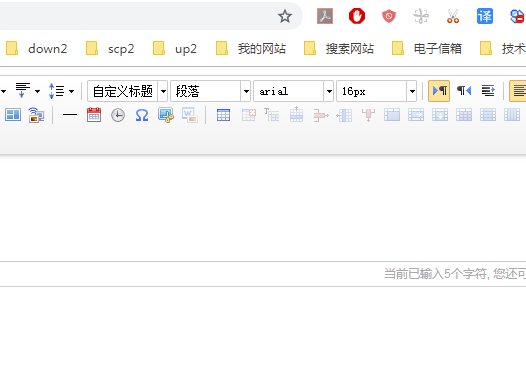 译
down2 scp2 up2 我的网站 搜索网站 电子信箱 技术
自定义标题 段落 arial 16px
当前已输入5个字符, 您还可